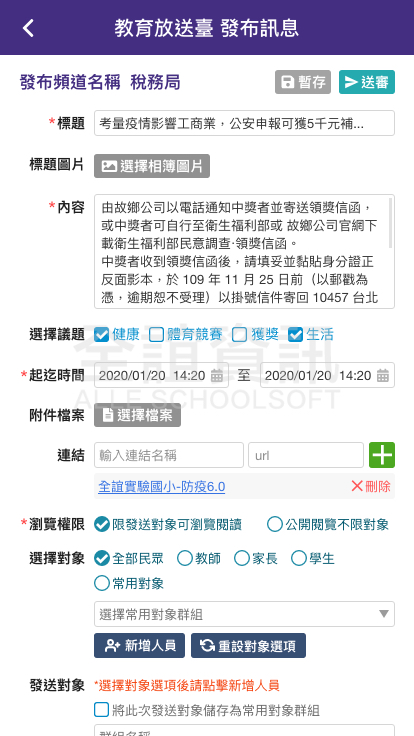 教育放送臺 發布訊息
發布頻道名稱 稅務局 暫存 送審
*標題 考量疫情影響工商業，公安申報可獲5千元補...
標題圖片 選擇相薄圖片
*內容 由故鄉公司以電話通知中獎者並寄送領獎信函，
或中獎者可自行至衛生福利部或 故鄉公司官網下
載衛生福利部民意調查·領獎信函。
中獎者收到領獎信函後，請填妥並黏貼身分證正
反面影本，於 109 年 11 月 25 日前（以郵戳為
憑，逾期恕不受理）以掛號信件寄回 10457 台北
選擇議題 健康 體育競賽 獲獎 生活
全誼資訊
*起迄時間 2020/01/20 14:20 至 2020/01/20 14:20
ALLE SCHOOLSOFT
附件檔案 選擇檔案
連結 輸入連結名稱 url
全誼實驗國小-防疫6.0 刪除
*瀏覽權限 限發送對象可瀏覽閱讀 公開閱覽不限對象
選擇對象 全部民眾 教師 家長 學生
常用對象
選擇常用對象群組
新增人員 重設對象選項
發送對象 *選擇對象選項後請點擊新增人員
將此次發送對象儲存為常用對象群組
群組名稱